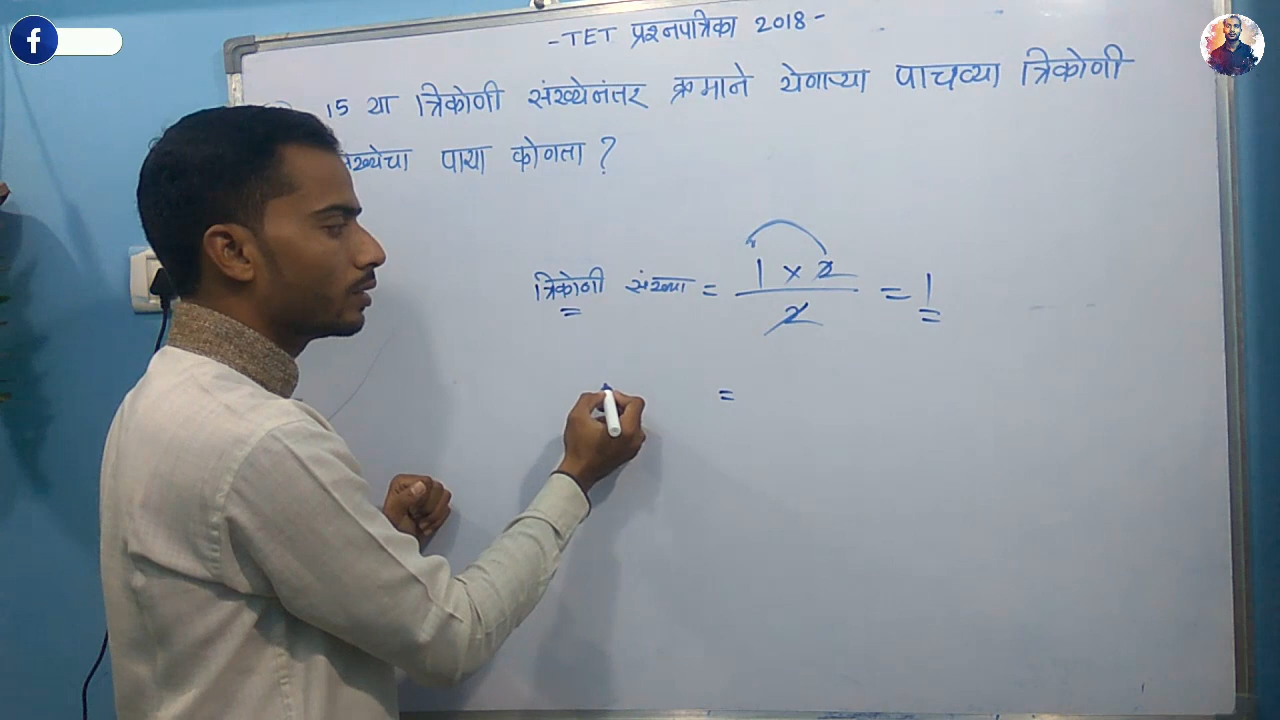 -TET प्रश्नपत्रिका 2018-
15 या त्रिकोणी संख्येनंतर क्रमाने येणाऱ्या पाचव्या त्रिकोणी
पाया कोणता ?
त्रिकोणी संख्या = 1 × 2 / 2 = 1
=